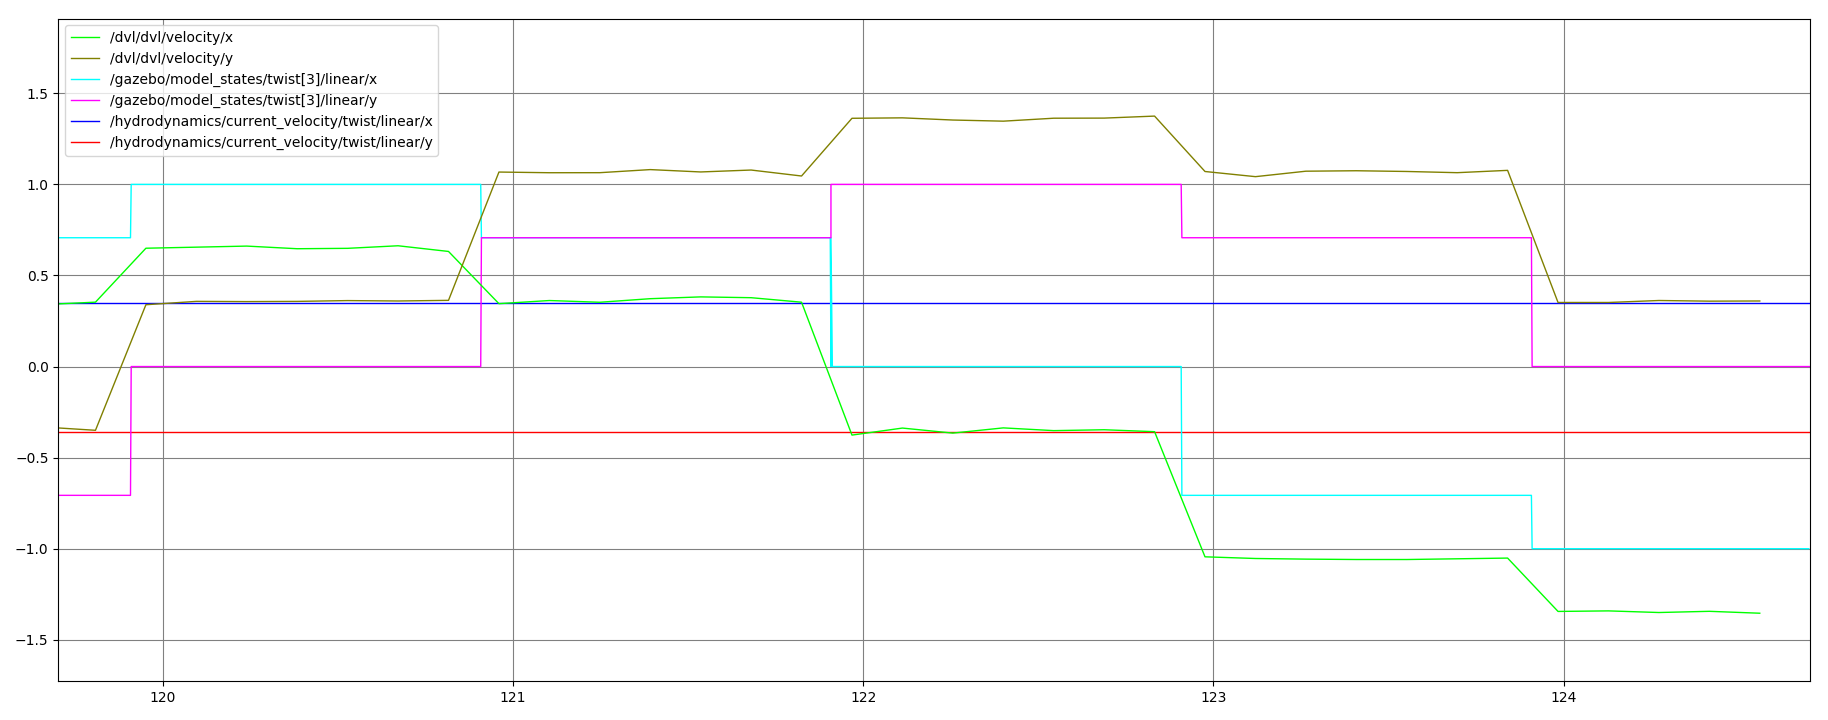 /dvl/dvl/velocity/x
/dvl/dvl/velocity/y
/gazebo/model_states/twist[3]/linear/x
/gazebo/model_states/twist[3]/linear/y
/hydrodynamics/current_velocity/twist/linear/x
/hydrodynamics/current_velocity/twist/linear/y
1.5
1.0
0.5
0.0
−0.5
−1.0
−1.5
120 121 122 123 124